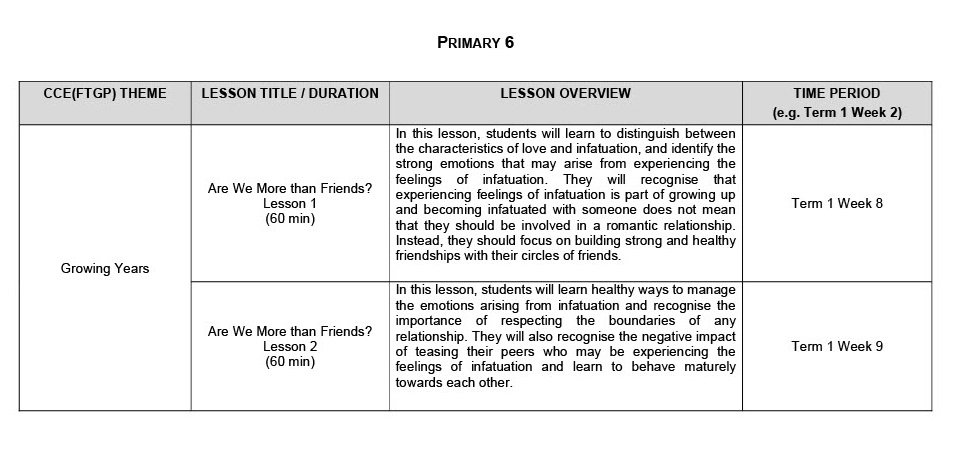 PRIMARY 6
CCE(FTGP) THEME
LESSON TITLE / DURATION
LESSON OVERVIEW
TIME PERIOD
(e.g. Term 1 Week 2)
Growing Years
Are We More than Friends?
Lesson 1
(60 min)
In this lesson, students will learn to distinguish between
the characteristics of love and infatuation, and identify the
strong emotions that may arise from experiencing the
feelings of infatuation. They will recognise that
experiencing feelings of infatuation is part of growing up
and becoming infatuated with someone does not mean
that they should be involved in a romantic relationship.
Instead, they should focus on building strong and healthy
friendships with their circles of friends.
Term 1 Week 8
Are We More than Friends?
Lesson 2
(60 min)
In this lesson, students will learn healthy ways to manage
the emotions arising from infatuation and recognise the
importance of respecting the boundaries of any
relationship. They will also recognise the negative impact
of teasing their peers who may be experiencing the
feelings of infatuation and learn to behave maturely
towards each other.
Term 1 Week 9